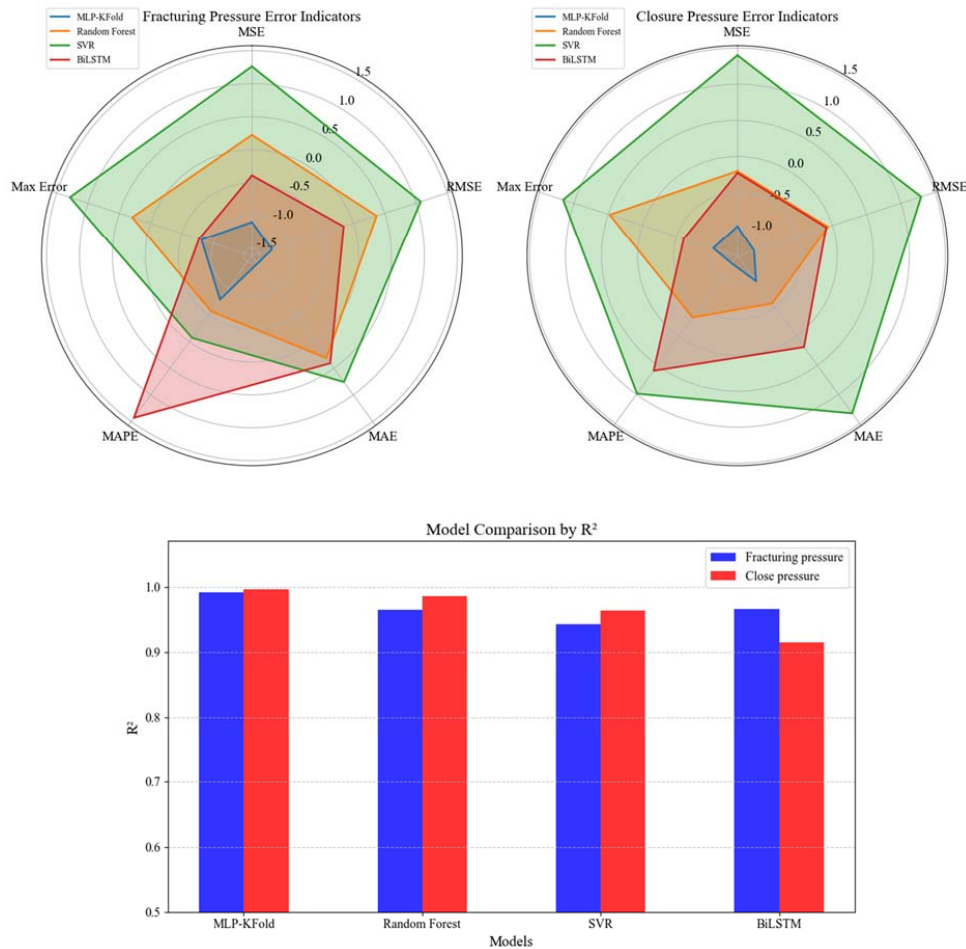 Fracturing Pressure Error Indicators
MLP-KFold
Random Forest
SVR
BiLSTM
MSE
1.5
1.0
0.5
0.0
-0.5
-1.0
-1.5
Max Error
RMSE
MAPE
MAE
Closure Pressure Error Indicators
MLP-KFold
Random Forest
SVR
BiLSTM
MSE
1.5
1.0
0.5
0.0
-0.5
-1.0
Max Error
RMSE
MAPE
MAE
Model Comparison by R²
Fracturing pressure
Close pressure
1.0
0.9
0.8
0.7
0.6
0.5
R²
MLP-KFold
Random Forest
SVR
BiLSTM
Models